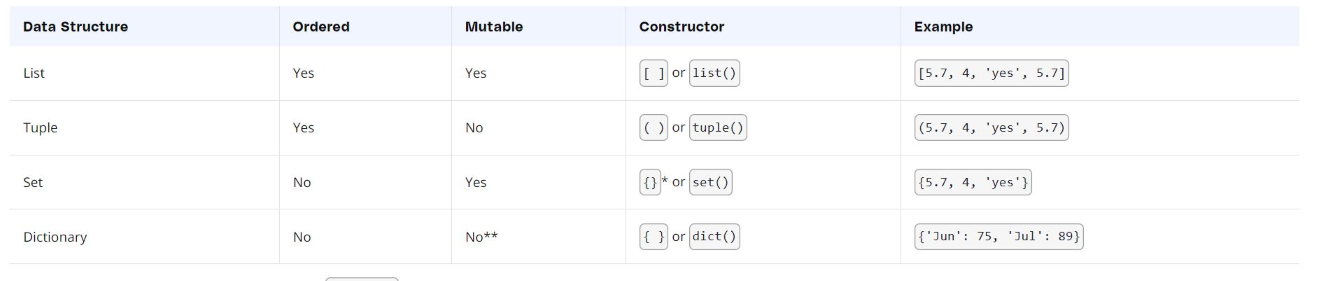 Data Structure Ordered Mutable Constructor Example
List Yes Yes [ ] or list() [5.7, 4, 'yes', 5.7]
Tuple Yes No ( ) or tuple() (5.7, 4, 'yes', 5.7)
Set No Yes {}* or set() {5.7, 4, 'yes'}
Dictionary No No** { } or dict() {'Jun': 75, 'Jul': 89}